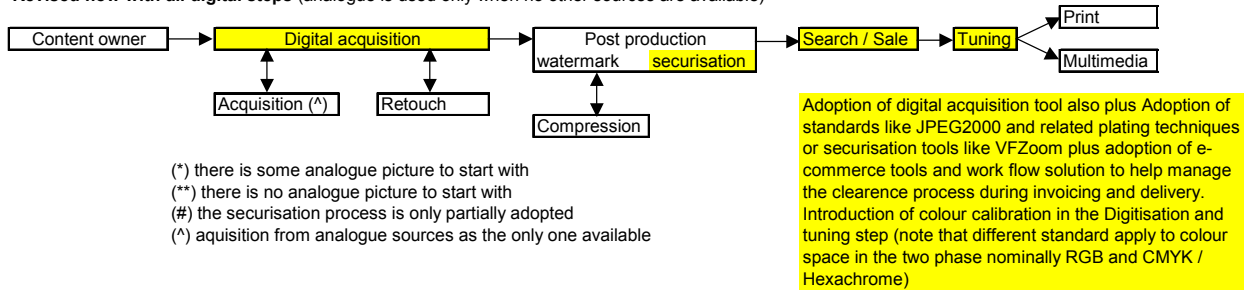 Revised flow with all digital steps (analogue is used only when no other sources are available)
Print
Content owner
Digital acquisition
Post production
watermark securisation
Search / Sale
Tuning
Multimedia
Acquisition (^)
Retouch
Compression
(*) there is some analogue picture to start with
(**) there is no analogue picture to start with
(#) the securisation process is only partially adopted
(^) aquisition from analogue sources as the only one available
Adoption of digital acquisition tool also plus Adoption of
standards like JPEG2000 and related plating techniques
or securisation tools like VFZoom plus adoption of e-
commerce tools and work flow solution to help manage
the clearence process during invoicing and delivery.
Introduction of colour calibration in the Digitisation and
tuning step (note that different standard apply to colour
space in the two phase nominally RGB and CMYK /
Hexachrome)